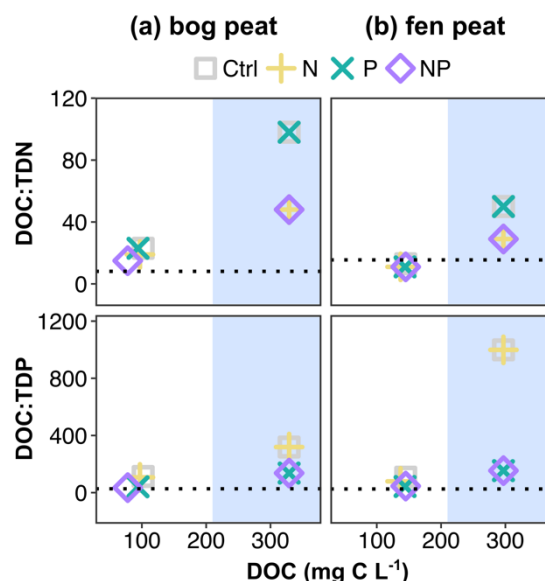 (a) bog peat (b) fen peat
Ctrl N P NP
DOC:TDN
120
80
40
0
DOC:TDP
1200
800
400
0
100 200 300 100 200 300
DOC (mg C L⁻¹)